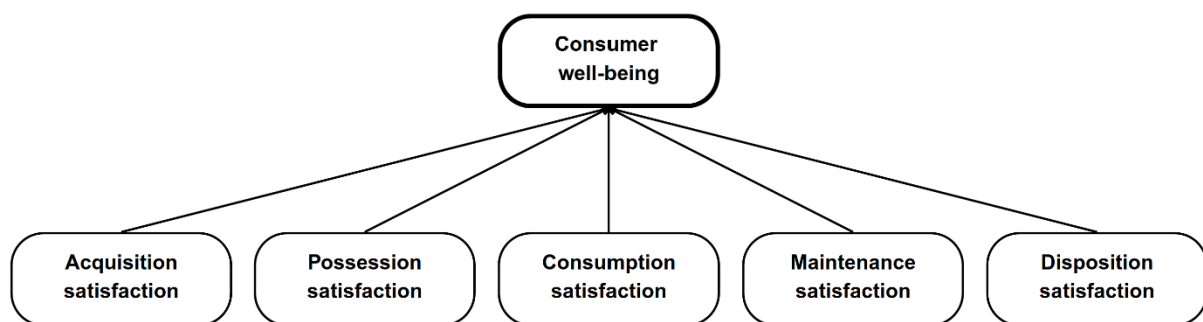 Consumer
well-being
Acquisition
satisfaction
Possession
satisfaction
Consumption
satisfaction
Maintenance
satisfaction
Disposition
satisfaction